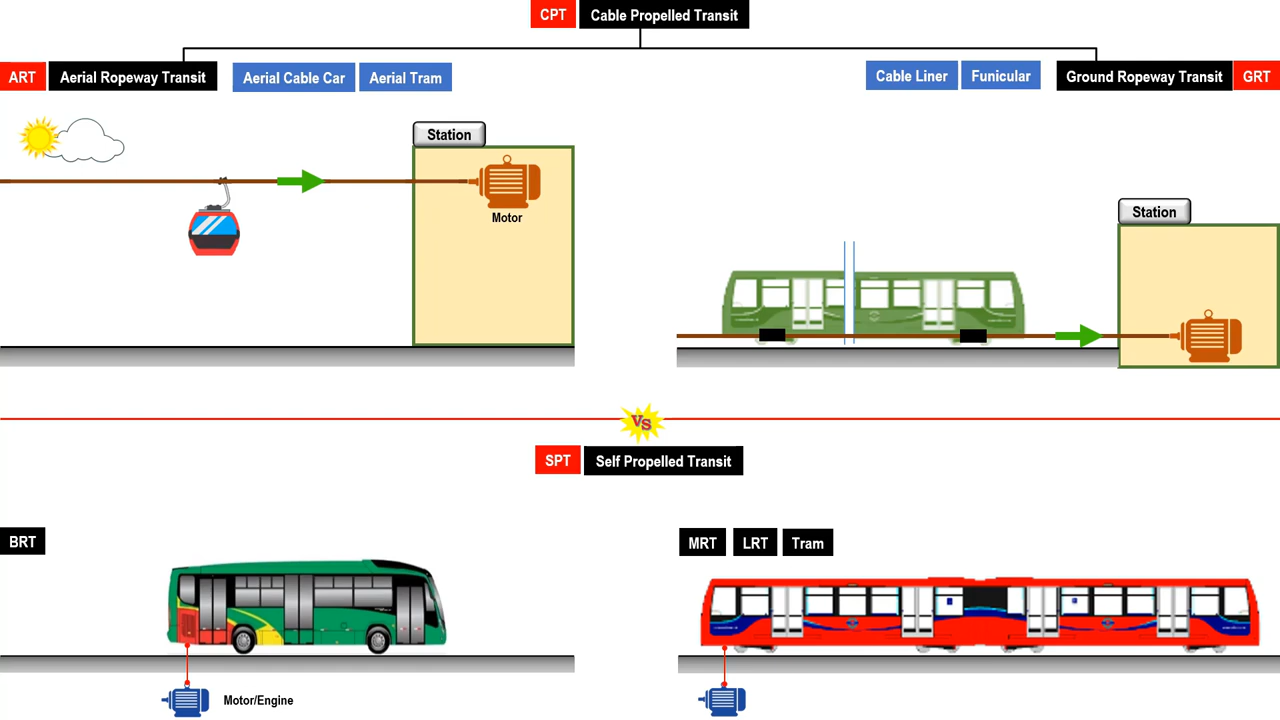 CPT Cable Propelled Transit
ART Aerial Ropeway Transit Aerial Cable Car Aerial Tram
Cable Liner Funicular Ground Ropeway Transit GRT
Station
Motor
Station
VS
SPT Self Propelled Transit
BRT
MRT LRT Tram
Motor/Engine